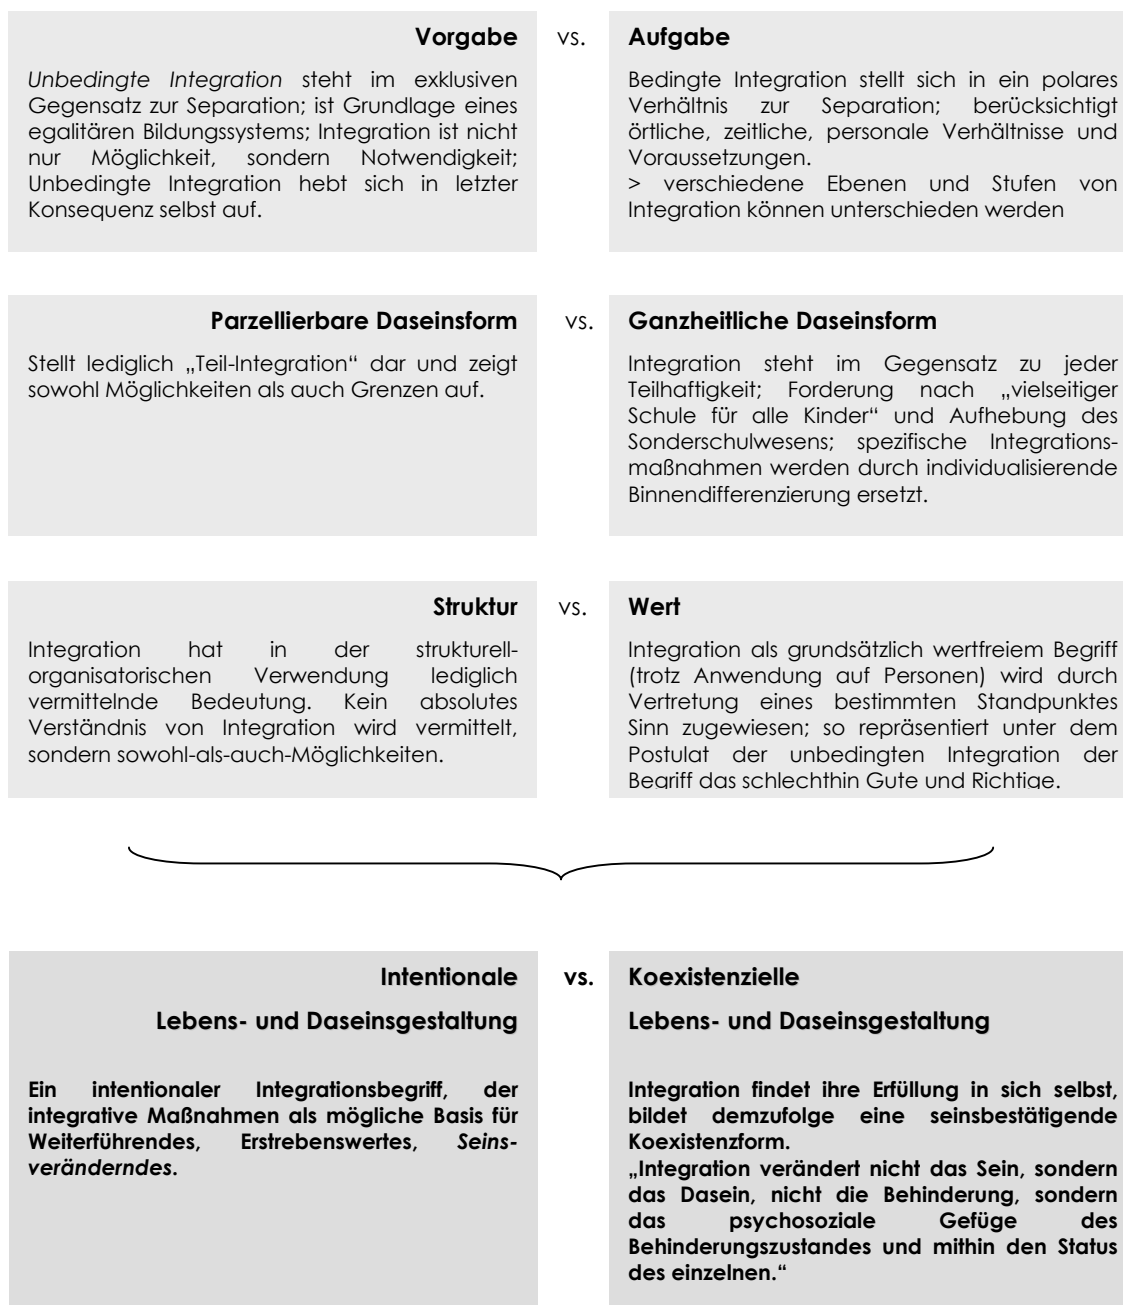 Vorgabe
vs.
Aufgabe
Unbedingte Integration steht im exklusiven
Gegensatz zur Separation; ist Grundlage eines
egalitären Bildungssystems; Integration ist nicht
nur Möglichkeit, sondern Notwendigkeit;
Unbedingte Integration hebt sich in letzter
Konsequenz selbst auf.
Bedingte Integration stellt sich in ein polares
Verhältnis zur Separation; berücksichtigt
örtliche, zeitliche, personale Verhältnisse und
Voraussetzungen.
> verschiedene Ebenen und Stufen von
Integration können unterschieden werden
Parzellierbare Daseinsform
vs.
Ganzheitliche Daseinsform
Stellt lediglich „Teil-Integration“ dar und zeigt
sowohl Möglichkeiten als auch Grenzen auf.
Integration steht im Gegensatz zu jeder
Teilhaftigkeit; Forderung nach „vielseitiger
Schule für alle Kinder“ und Aufhebung des
Sonderschulwesens; spezifische Integrations-
maßnahmen werden durch individualisierende
Binnendifferenzierung ersetzt.
Struktur
vs.
Wert
Integration hat in der strukturell-
organisatorischen Verwendung lediglich
vermittelnde Bedeutung. Kein absolutes
Verständnis von Integration wird vermittelt,
sondern sowohl-als-auch-Möglichkeiten.
Integration als grundsätzlich wertfreiem Begriff
(trotz Anwendung auf Personen) wird durch
Vertretung eines bestimmten Standpunktes
Sinn zugewiesen; so repräsentiert unter dem
Postulat der unbedingten Integration der
Begriff das schlechthin Gute und Richtige.
Intentionale
vs.
Koexistenzielle
Lebens- und Daseinsgestaltung
Lebens- und Daseinsgestaltung
Ein intentionaler Integrationsbegriff, der
integrative Maßnahmen als mögliche Basis für
Weiterführendes, Erstrebenswertes, Seins-
veränderndes.
Integration findet ihre Erfüllung in sich selbst,
bildet demzufolge eine seinsbestätigende
Koexistenzform.
„Integration verändert nicht das Sein, sondern
das Dasein, nicht die Behinderung, sondern
das psychosoziale Gefüge des
Behinderungszustandes und mithin den Status
des einzelnen.“